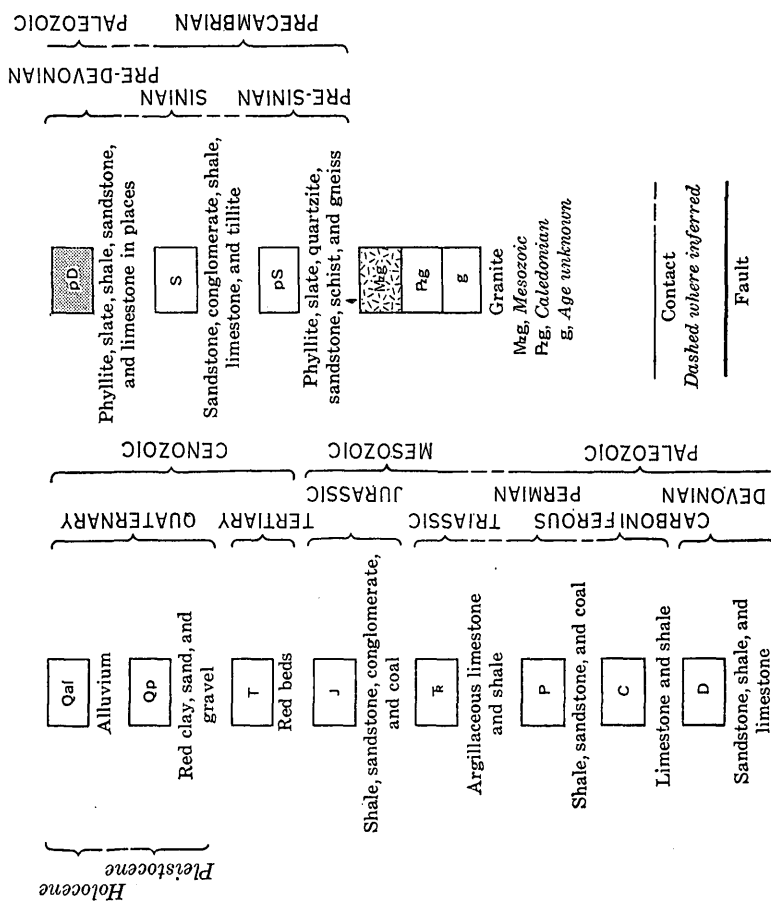 Qal
Alluvium
Qp
Red clay, sand, and
gravel
T
Red beds
J
Shale, sandstone, conglomerate,
and coal
Ꞧ
Argillaceous limestone
and shale
P
Shale, sandstone, and coal
C
Limestone and shale
D
Sandstone, shale, and
limestone
Holocene
Pleistocene
QUATERNARY
TERTIARY
JURASSIC
TRIASSIC
PERMIAN
CARBONIFEROUS
DEVONIAN
CENOZOIC
MESOZOIC
PALEOZOIC
pD
Phyllite, slate, shale, sandstone,
and limestone in places
S
Sandstone, conglomerate, shale,
limestone, and tillite
pS
Phyllite, slate, quartzite,
sandstone, schist, and gneiss
Mzg
Pzg
g
Granite
Mzg, Mesozoic
Pzg, Caledonian
g, Age unknown
PRE-DEVONIAN
SINIAN
PRE-SINIAN
PALEOZOIC
PRECAMBRIAN
Contact
Dashed where inferred
Fault